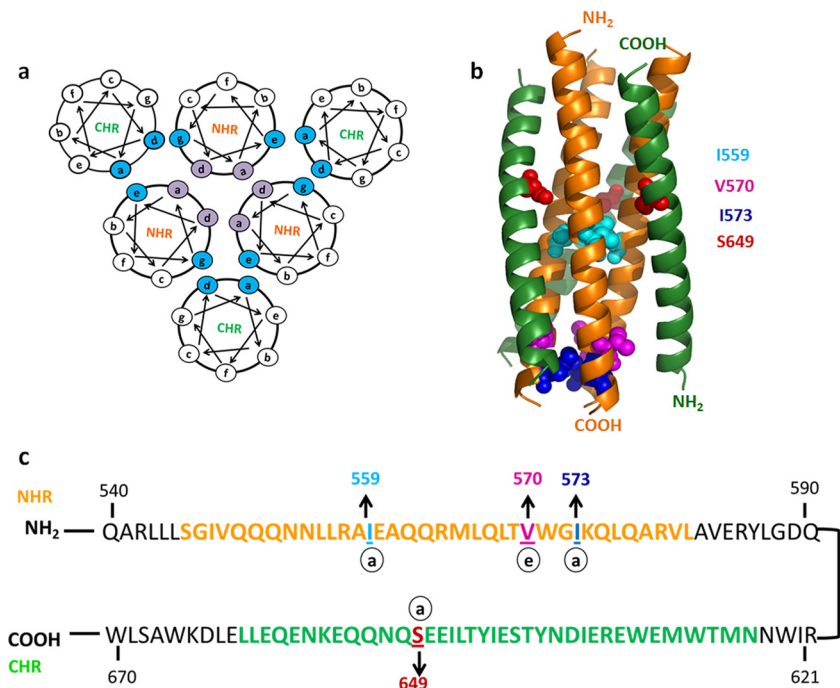 a
c
f g
b CHR d
e a
f
c b
g NHR e
d a
b
e f
a CHR c
d g
e a
b NHR d
f g
c
d g
a NHR c
e f
b
d a
g CHR e
c b
f
b
NH2
COOH
I559
V570
I573
S649
NH2
COOH
c
559 570 573
540 590
NHR
NH2 QARLLLSGIVQQQNNLLRAIEAQQRMLQLTVWGIKQLQARVLAVERYLGDQ
a e a
a
COOH WLSAWKDLELLEQENKEQQNQSEEILTYIESTYNDIEREWEMWTMNNWIR
CHR
670 649 621